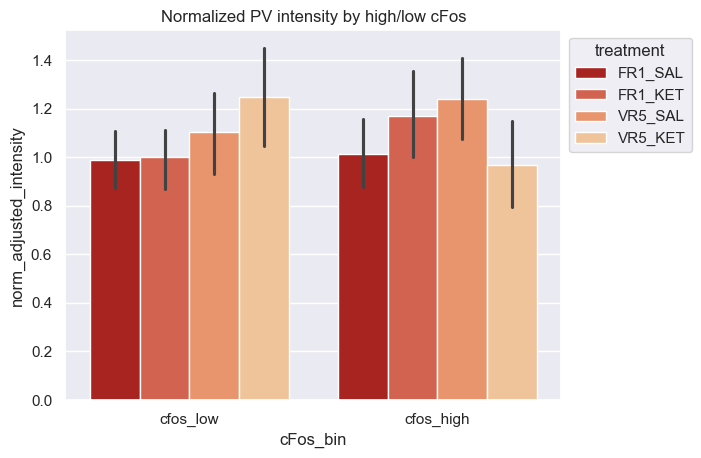 Normalized PV intensity by high/low cFos
norm_adjusted_intensity
1.4
1.2
1.0
0.8
0.6
0.4
0.2
0.0
cfos_low
cfos_high
cFos_bin
treatment
FR1_SAL
FR1_KET
VR5_SAL
VR5_KET